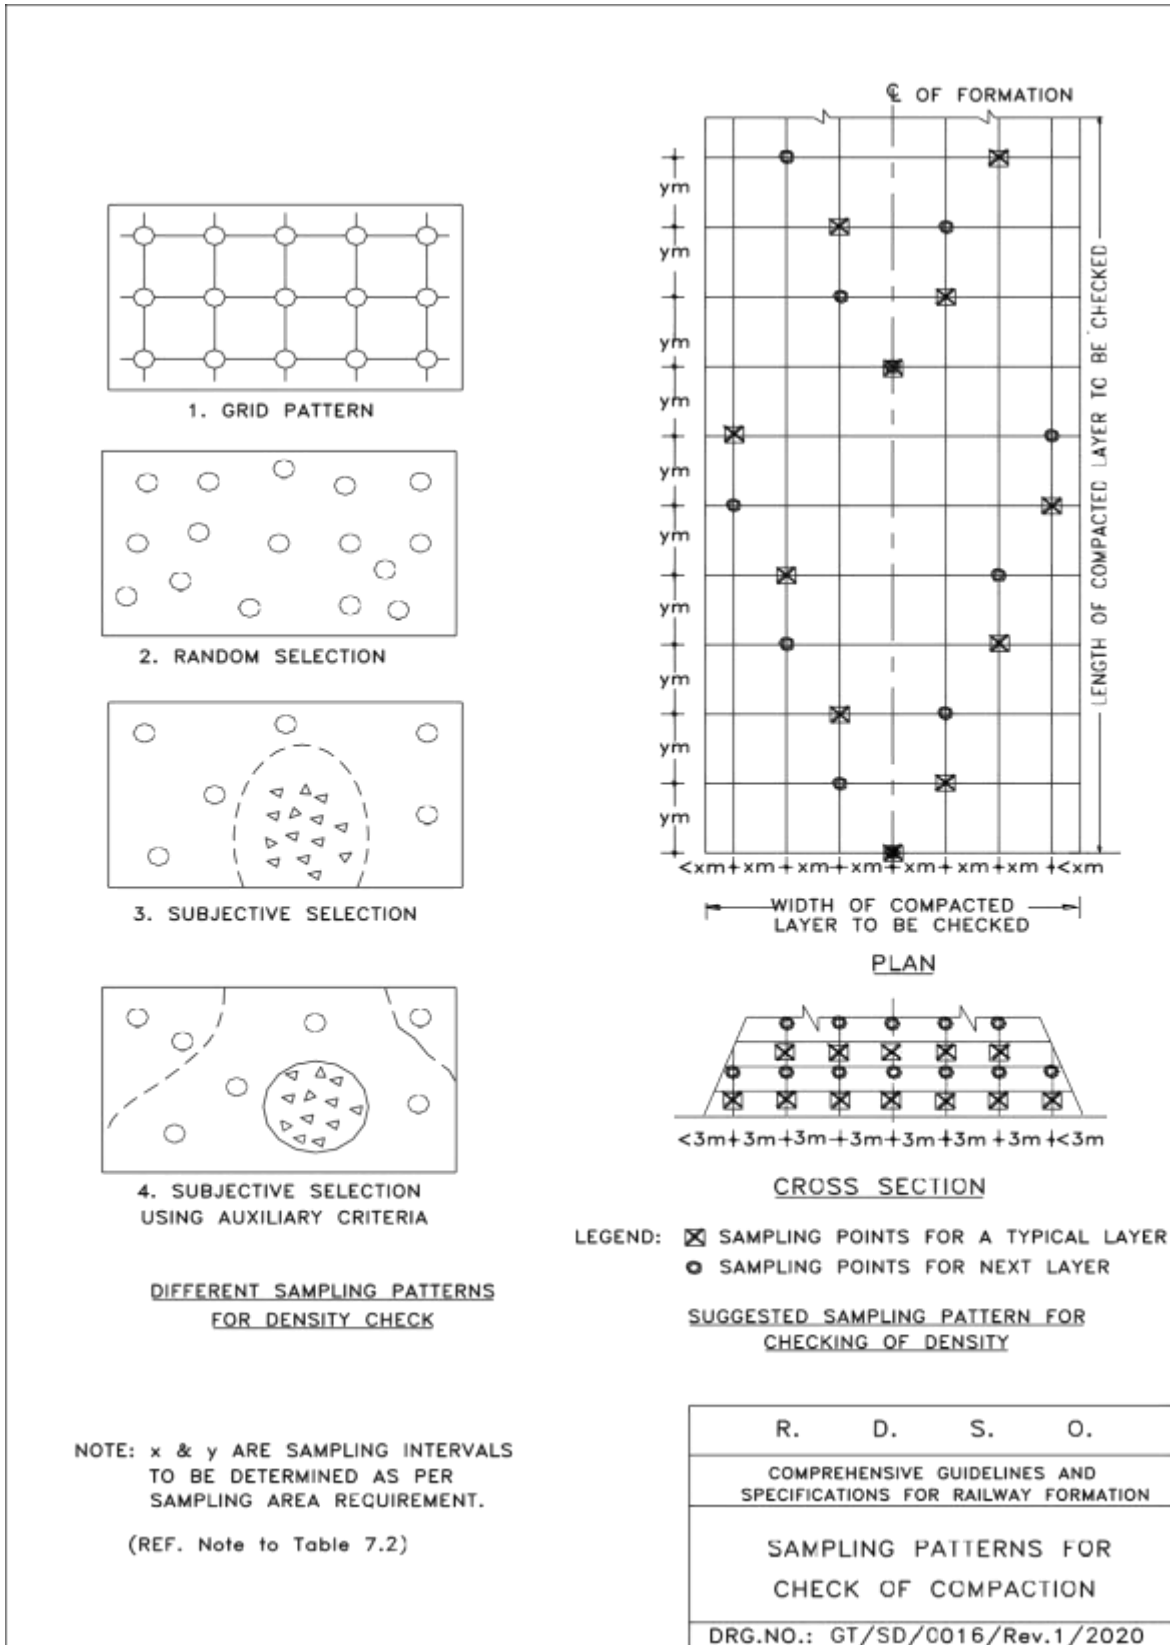 1. GRID PATTERN
2. RANDOM SELECTION
3. SUBJECTIVE SELECTION
4. SUBJECTIVE SELECTION
USING AUXILIARY CRITERIA
DIFFERENT SAMPLING PATTERNS
FOR DENSITY CHECK
NOTE: x & y ARE SAMPLING INTERVALS
TO BE DETERMINED AS PER
SAMPLING AREA REQUIREMENT.
(REF. Note to Table 7.2)
℄ OF FORMATION
ym
ym
ym
ym
ym
ym
ym
ym
ym
ym
LENGTH OF COMPACTED LAYER TO BE CHECKED
<xm xm xm xm xm xm xm <xm
WIDTH OF COMPACTED
LAYER TO BE CHECKED
PLAN
<3m 3m 3m 3m 3m 3m 3m <3m
CROSS SECTION
LEGEND: SAMPLING POINTS FOR A TYPICAL LAYER
SAMPLING POINTS FOR NEXT LAYER
SUGGESTED SAMPLING PATTERN FOR
CHECKING OF DENSITY
R. D. S. O.
COMPREHENSIVE GUIDELINES AND
SPECIFICATIONS FOR RAILWAY FORMATION
SAMPLING PATTERNS FOR
CHECK OF COMPACTION
DRG.NO.: GT/SD/0016/Rev.1/2020